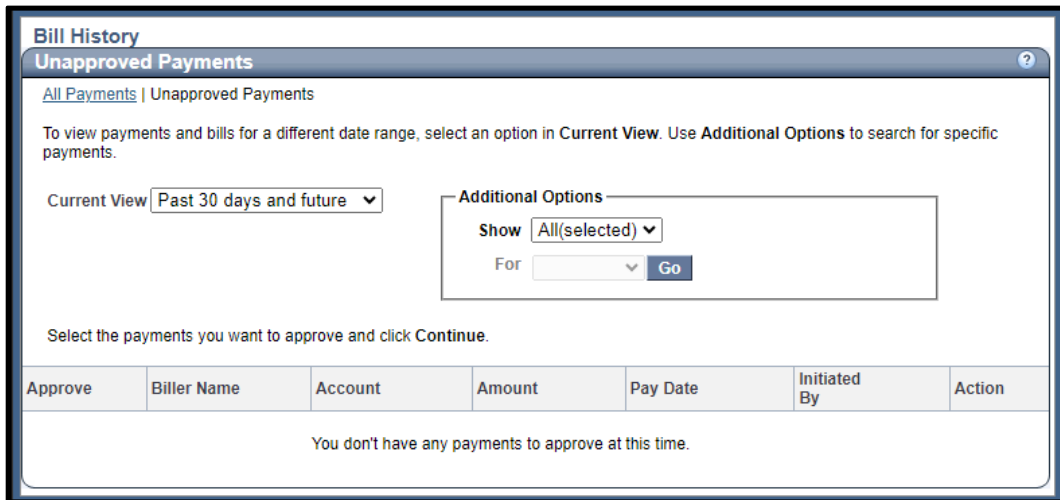 Bill History
Unapproved Payments
?
All Payments | Unapproved Payments
To view payments and bills for a different date range, select an option in Current View. Use Additional Options to search for specific
payments.
Current View Past 30 days and future
Additional Options
Show All(selected)
For Go
Select the payments you want to approve and click Continue.
Approve Biller Name Account Amount Pay Date Initiated By Action
You don't have any payments to approve at this time.